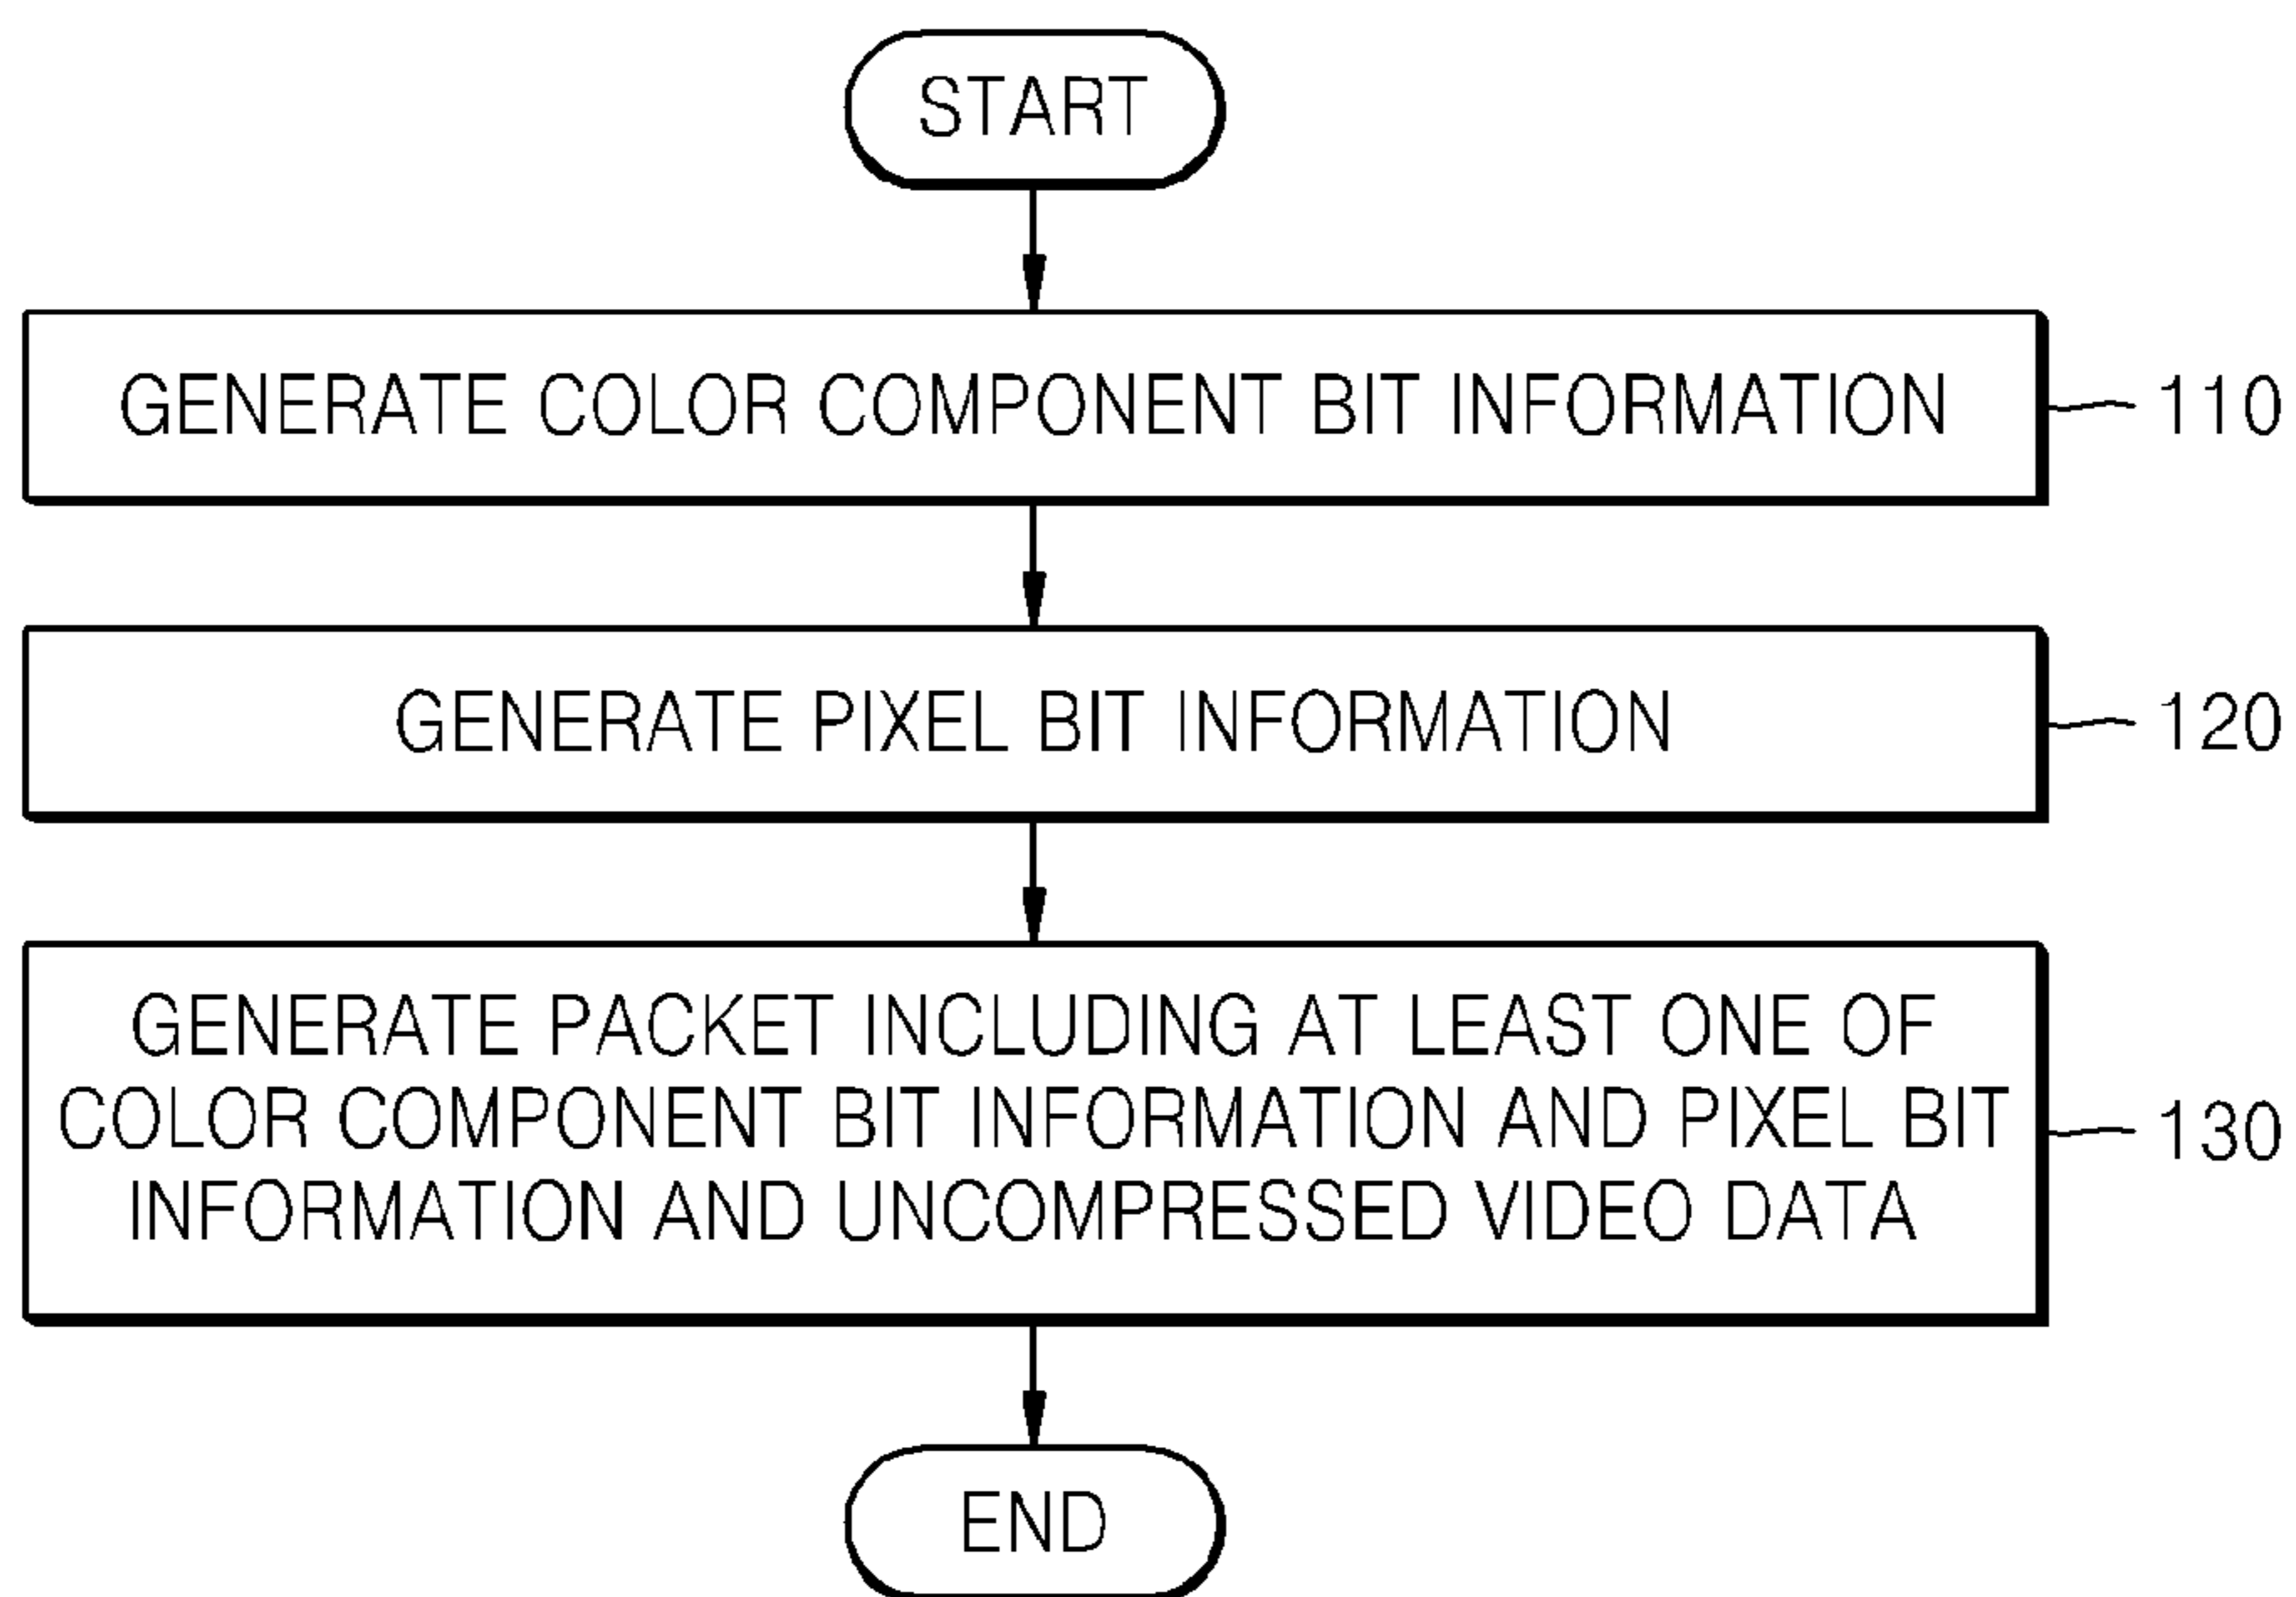 START
GENERATE COLOR COMPONENT BIT INFORMATION
110
GENERATE PIXEL BIT INFORMATION
120
GENERATE PACKET INCLUDING AT LEAST ONE OF
COLOR COMPONENT BIT INFORMATION AND PIXEL BIT
INFORMATION AND UNCOMPRESSED VIDEO DATA
130
END